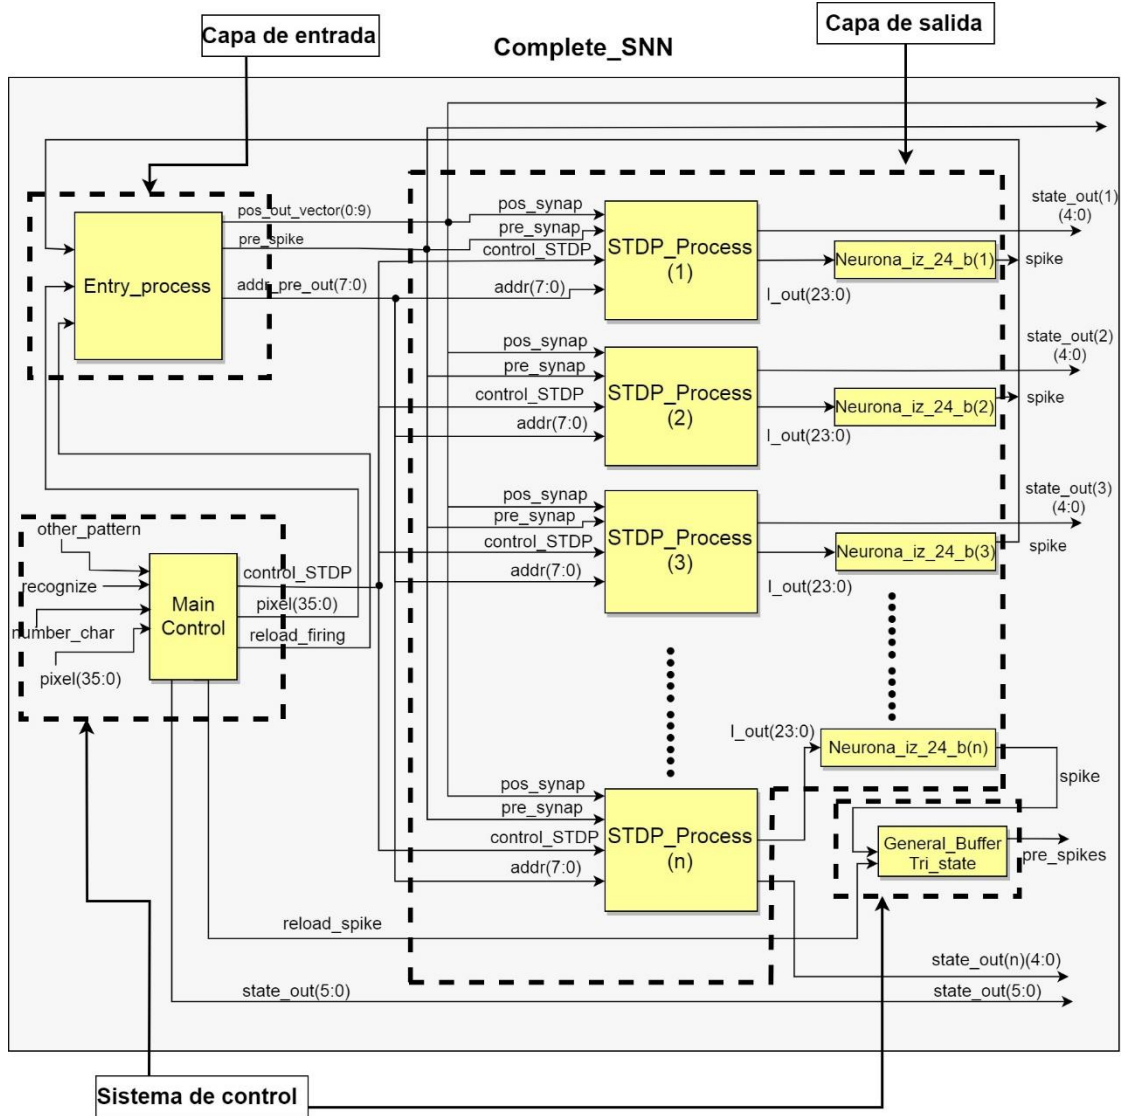 Capa de entrada
Capa de salida
Complete_SNN
pos_out_vector(0:9)
pre_spike
addr_pre_out(7:0)
Entry_process
pos_synap
pre_synap
control_STDP
addr(7:0)
STDP_Process
(1)
I_out(23:0)
Neurona_iz_24_b(1)
state_out(1)
(4:0)
spike
pos_synap
pre_synap
control_STDP
addr(7:0)
STDP_Process
(2)
I_out(23:0)
Neurona_iz_24_b(2)
state_out(2)
(4:0)
spike
pos_synap
pre_synap
control_STDP
addr(7:0)
STDP_Process
(3)
I_out(23:0)
Neurona_iz_24_b(3)
state_out(3)
(4:0)
spike
other_pattern
recognize
number_char
pixel(35:0)
Main
Control
control_STDP
pixel(35:0)
reload_firing
pos_synap
pre_synap
control_STDP
addr(7:0)
STDP_Process
(n)
I_out(23:0)
Neurona_iz_24_b(n)
spike
General_Buffer
Tri_state
pre_spikes
reload_spike
state_out(n)(4:0)
state_out(5:0)
state_out(5:0)
Sistema de control